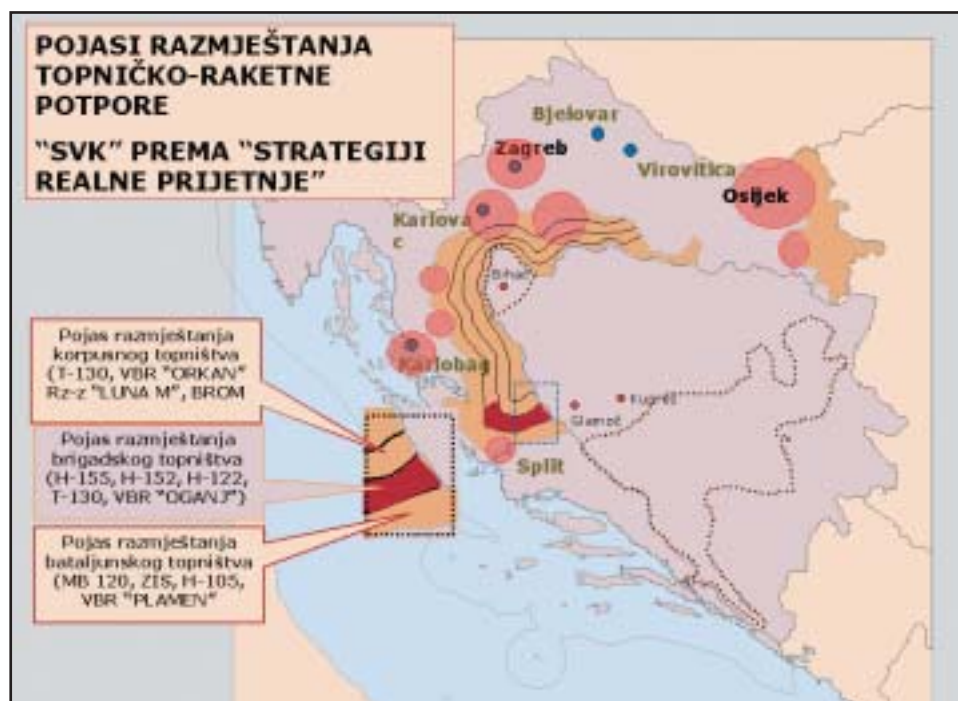 POJASI RAZMJEŠTANJA
TOPNIČKO-RAKETNE
POTPORE
"SVK" PREMA "STRATEGIJI
REALNE PRIJETNJE"
Bjelovar
Zagreb
Virovitica
Osijek
Karlova
c
Bihać
Karlobag
Kupres
Glamoč
Split
Pojas razmještanja
korpusnog topništva
(T-130, VBR "ORKAN"
Rz-z "LUNA M", BROM
Pojas razmještanja
brigadskog topništva
(H-155, H-152, H-122,
T-130, VBR "OGANJ")
Pojas razmještanja
bataljunskog topništva
(MB 120, ZIS, H-105,
VBR "PLAMEN"